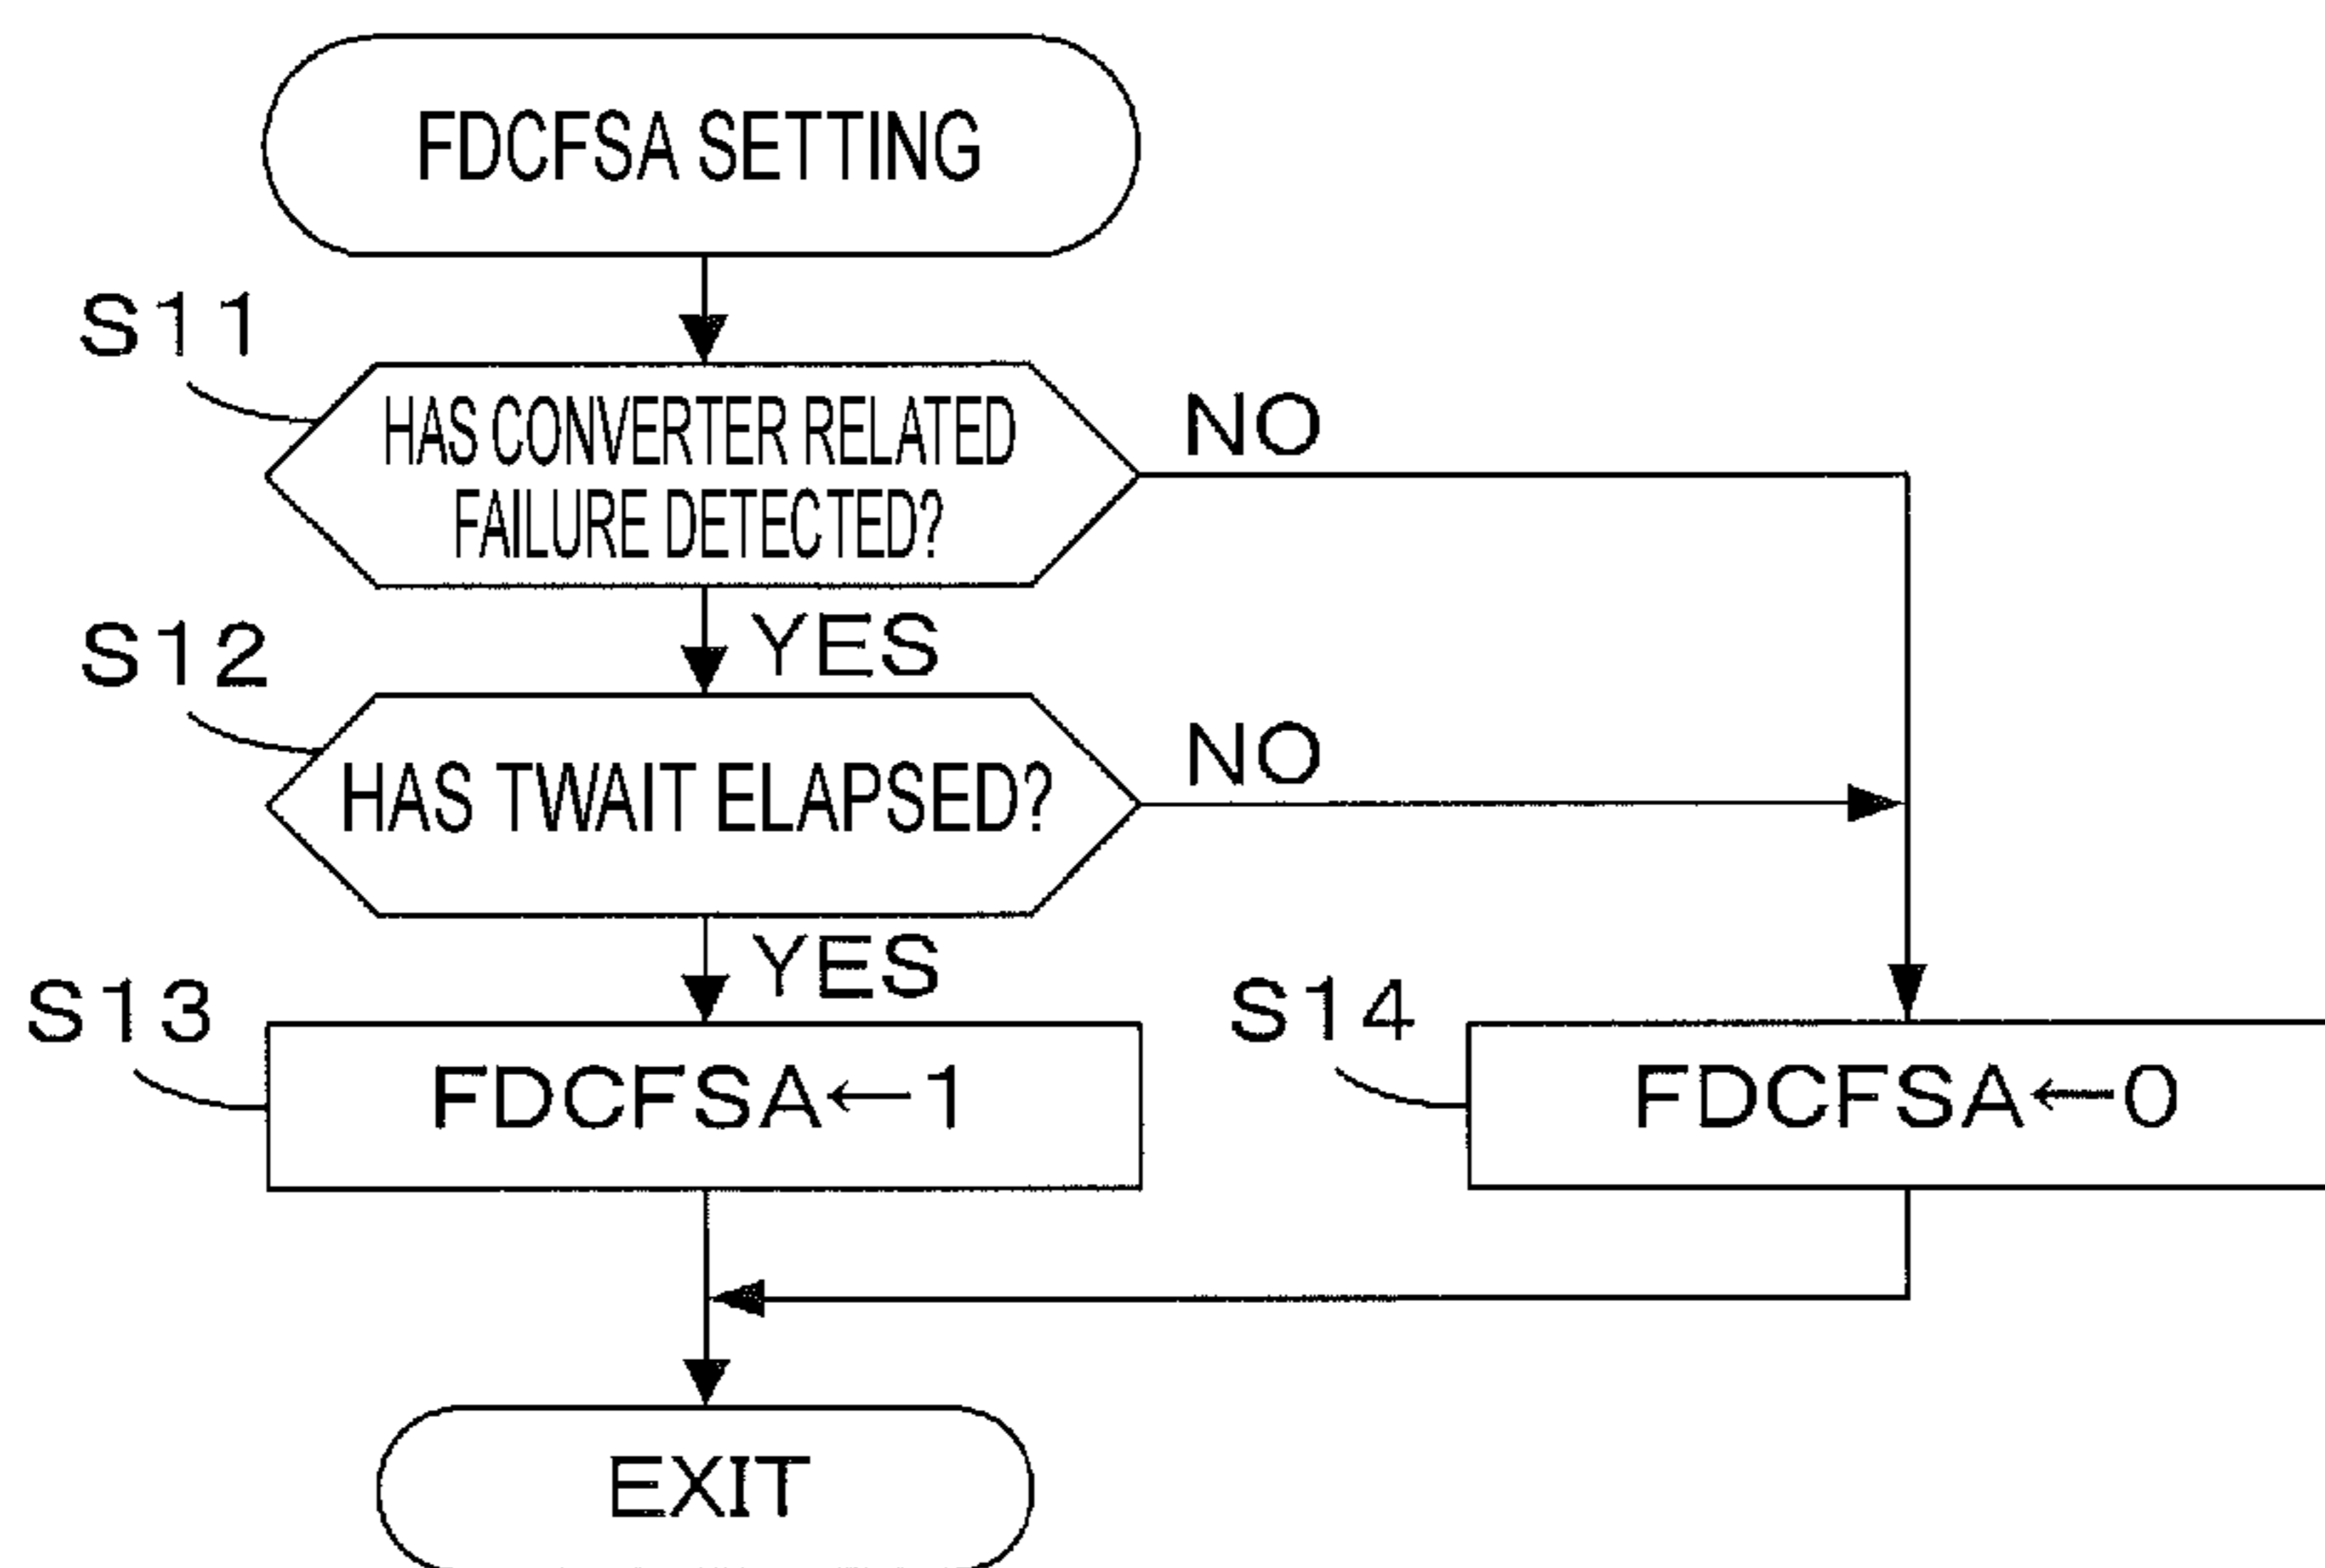 FDCFSA SETTING
S11
HAS CONVERTER RELATED
FAILURE DETECTED?
NO
YES
S12
HAS TWAIT ELAPSED?
NO
YES
S13
FDCFSA←1
S14
FDCFSA←0
EXIT